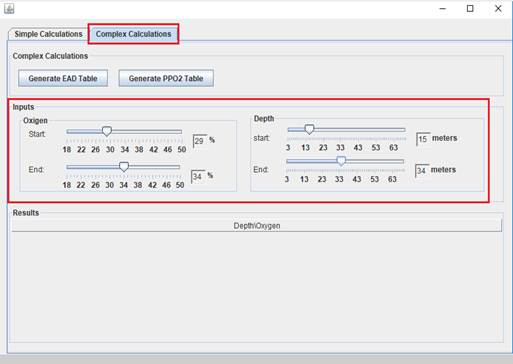 Simple Calculations Complex Calculations
Complex Calculations
Generate EAD Table Generate PPO2 Table
Inputs
Oxigen
Start:
29 %
18 22 26 30 34 38 42 46 50
End:
34 %
18 22 26 30 34 38 42 46 50
Depth
start:
15 meters
3 13 23 33 43 53 63
End:
34 meters
3 13 23 33 43 53 63
Results
Depth\Oxygen